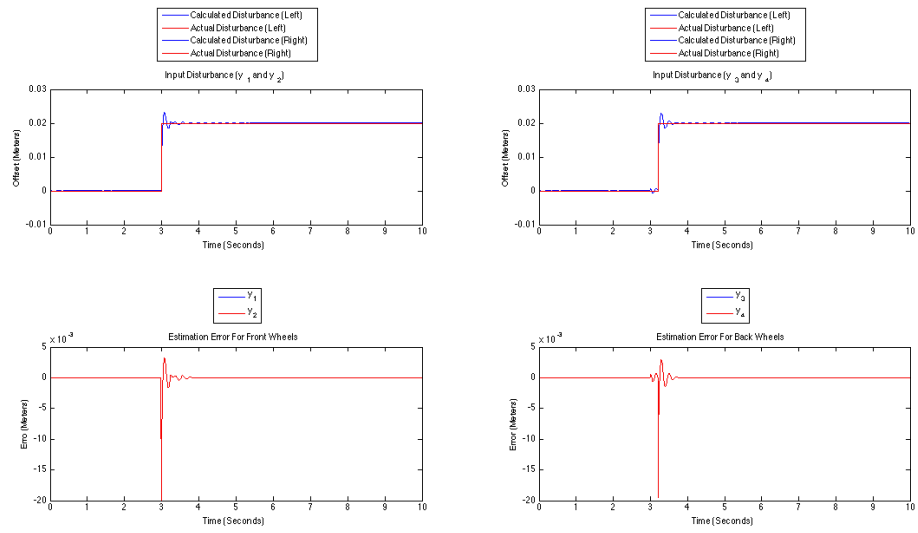 Calculated Disturbance (Left)
Actual Disturbance (Left)
Calculated Disturbance (Right)
Actual Disturbance (Right)
Input Disturbance (y 1 and y 2)
0.03
0.02
0.01
0
-0.01
Offset (Meters)
0 1 2 3 4 5 6 7 8 9 10
Time (Seconds)
Calculated Disturbance (Left)
Actual Disturbance (Left)
Calculated Disturbance (Right)
Actual Disturbance (Right)
Input Disturbance (y 3 and y 4)
0.03
0.02
0.01
0
-0.01
Offset (Meters)
0 1 2 3 4 5 6 7 8 9 10
Time (Seconds)
y1
y2
Estimation Error For Front Wheels
x 10 -3
5
0
-5
-10
-15
-20
Erro (Meters)
0 1 2 3 4 5 6 7 8 9 10
Time (Seconds)
y3
y4
Estimation Error For Back Wheels
x 10 -3
5
0
-5
-10
-15
-20
Error (Meters)
0 1 2 3 4 5 6 7 8 9 10
Time (Seconds)